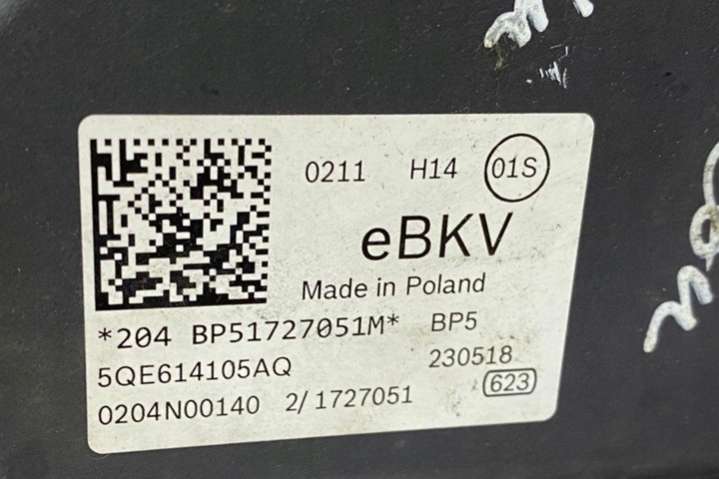 0211 H14 01S
eBKV
Made in Poland
*204 BP51727051M* BP5
5QE614105AQ 230518
0204N00140 2/1727051 623